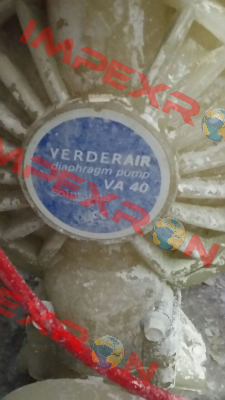 IMPEXRON
VERDERAIR
diaphragm pump
VA 40
IMPEXRON
IMPEXRON